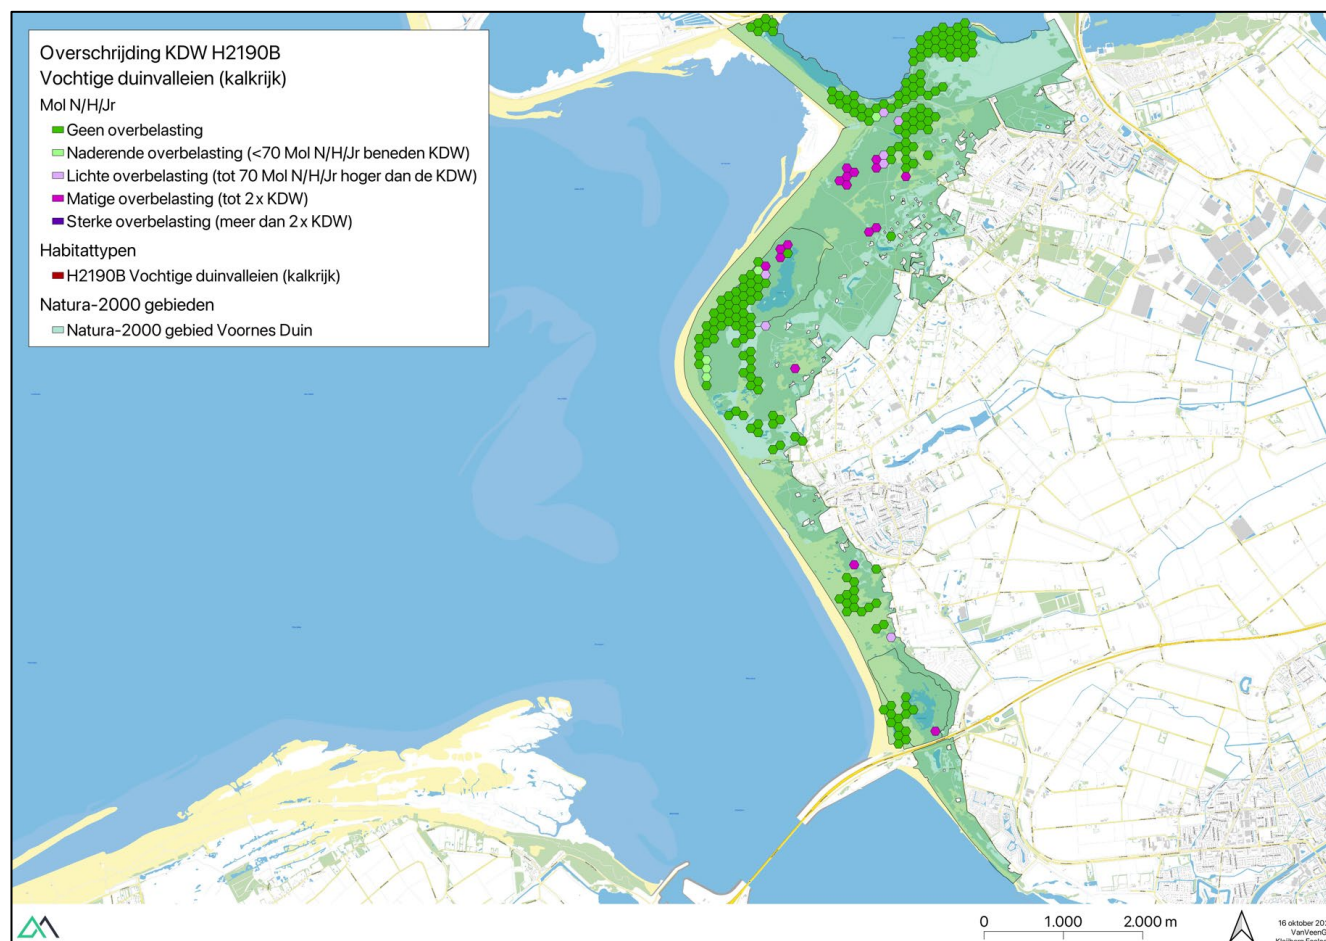 Overschrijding KDW H2190B
Vochtige duinvalleien (kalkrijk)
Mol N/H/Jr
Geen overbelasting
Naderende overbelasting (<70 Mol N/H/Jr beneden KDW)
Lichte overbelasting (tot 70 Mol N/H/Jr hoger dan de KDW)
Matige overbelasting (tot 2x KDW)
Sterke overbelasting (meer dan 2x KDW)
Habitattypen
H2190B Vochtige duinvalleien (kalkrijk)
Natura-2000 gebieden
Natura-2000 gebied Voornes Duin
0 1.000 2.000 m
16 oktober